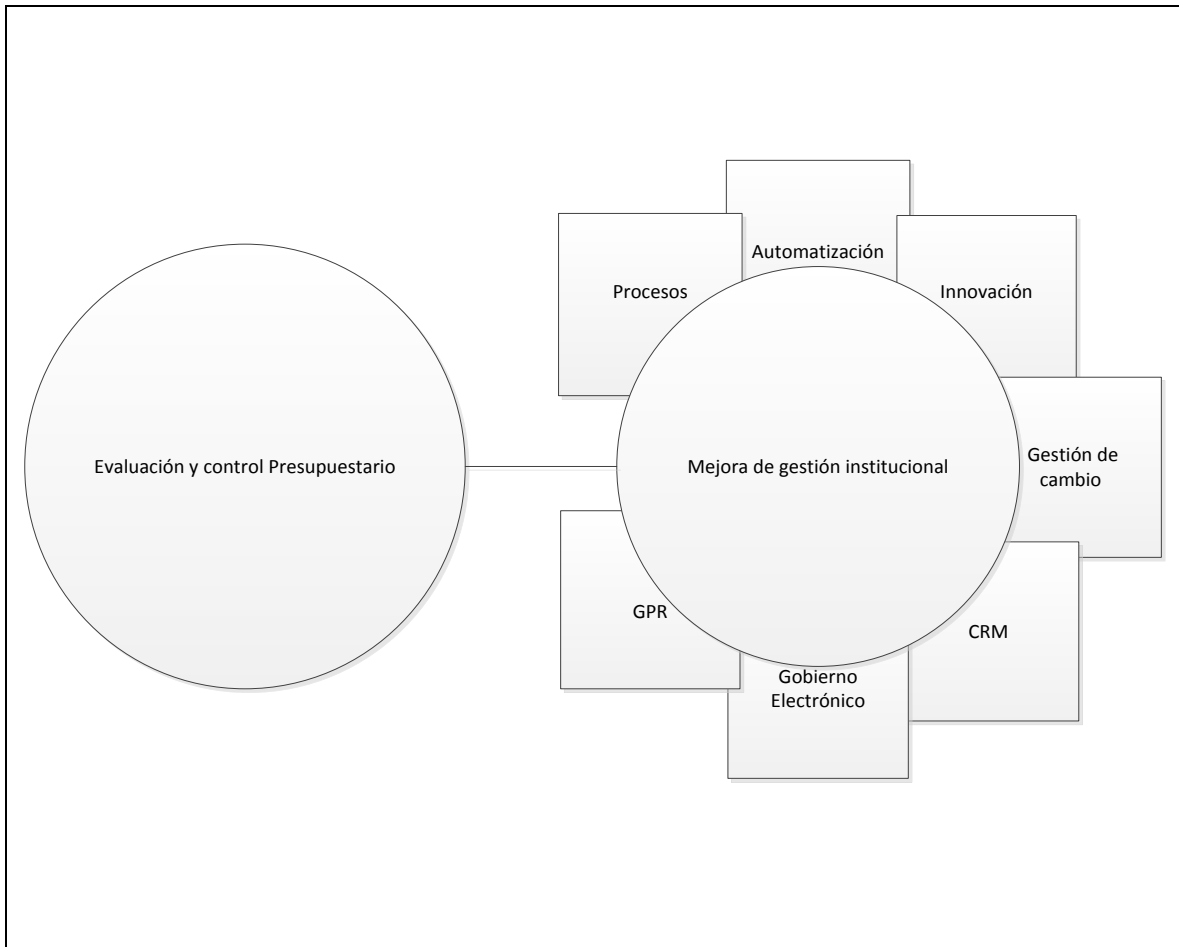 Automatización
Procesos
Innovación
Evaluación y control Presupuestario
Mejora de gestión institucional
Gestión de
cambio
GPR
CRM
Gobierno
Electrónico